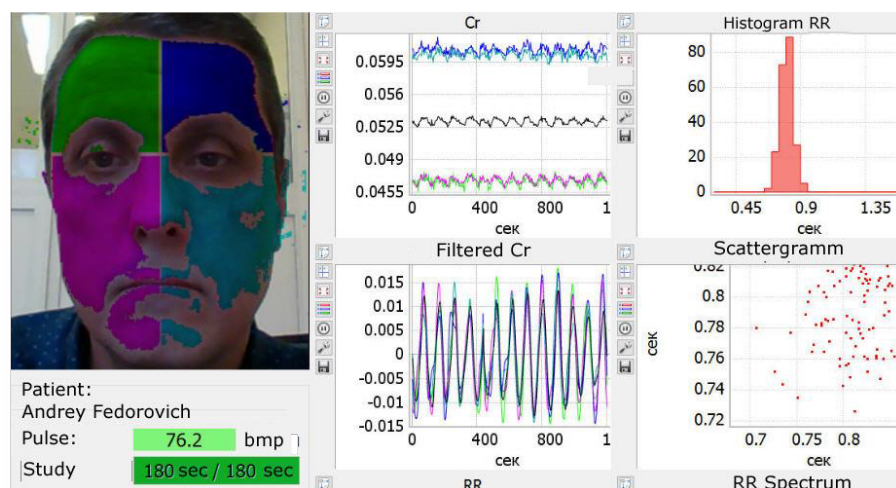 Cr
0.0595
0.056
0.0525
0.049
0.0455
0
400
800
1
сек
Histogram RR
80
60
40
20
0
0.45
0.9
1.35
сек
Filtered Cr
0.015
0.010
0.005
0
-0.005
-0.01
-0.015
0
400
800
1
сек
Scattergramm
0.82
0.8
0.78
0.76
0.74
0.72
сек
0.7
0.75
0.8
сек
Patient:
Andrey Fedorovich
Pulse: 76.2 bmp
Study 180 sec / 180 sec
RR
RR Spectrum